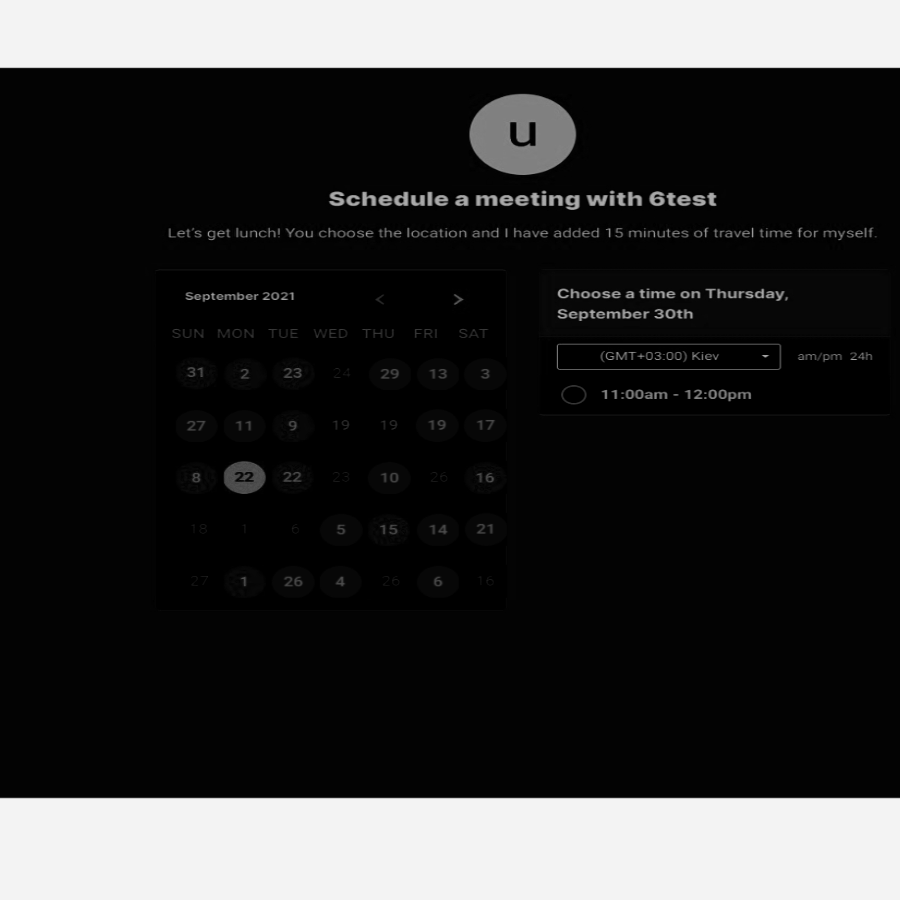 u
Schedule a meeting with 6test
Let's get lunch! You choose the location and I have added 15 minutes of travel time for myself.
September 2021
SUN MON TUE WED THU FRI SAT
31 2 23 24 29 13 3
27 11 9 19 19 19 17
8 22 22 23 10 26 16
18 1 6 5 15 14 21
27 1 26 4 26 6 16
Choose a time on Thursday,
September 30th
(GMT+03:00) Kiev am/pm 24h
11:00am - 12:00pm